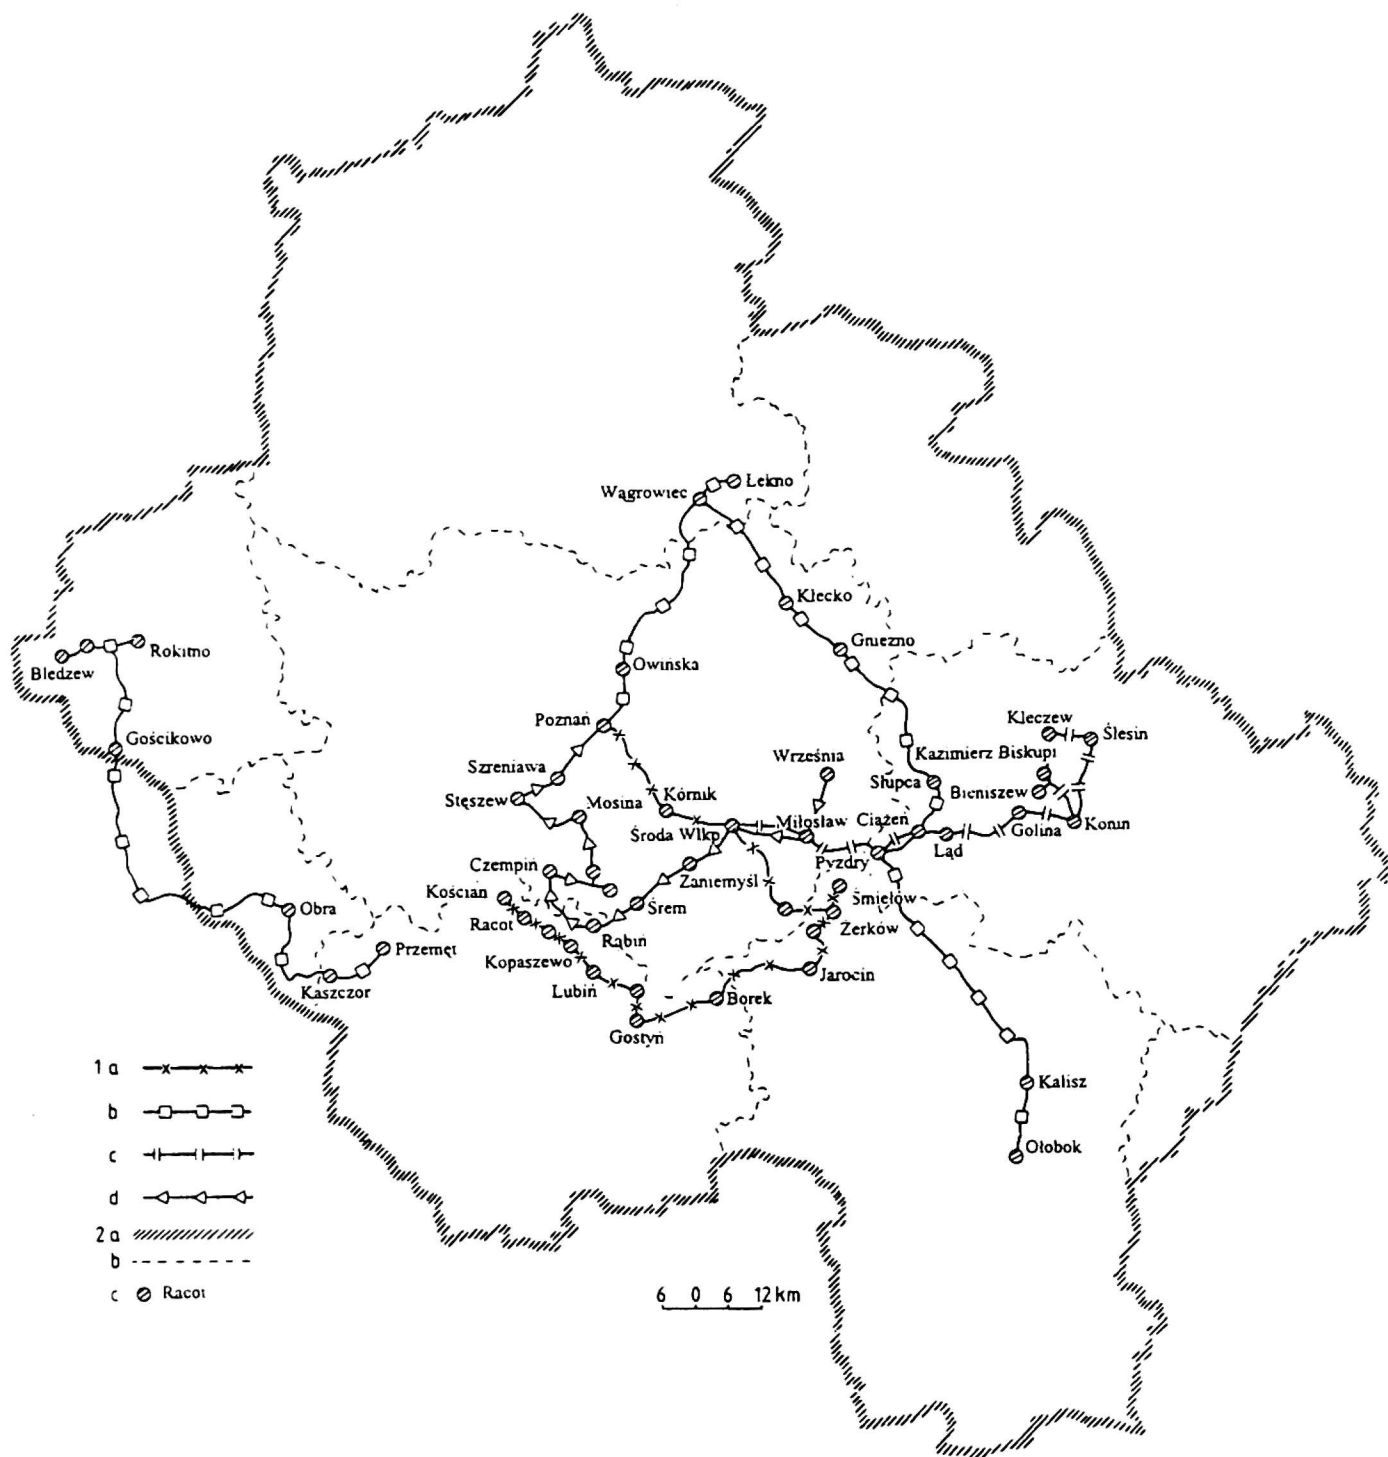 Łekno
Wągrowiec
Kłecko
Gniezno
Rokitno
Bledzew
Owińska
Gościkowo
Poznań
Kleczew
Ślesin
Września
Kazimierz Biskupi
Szreniawa
Słupca
Bieniszew
Stęszew
Mosina
Kórnik
Miłosław
Ciążeń
Golina
Konin
Środa Wlkp
Ląd
Pyzdry
Czempiń
Zaniemyśl
Kościan
Śmiełów
Obra
Śrem
Racot
Żerków
Rąbiń
Przemęt
Kopaszewo
Jarocin
Kaszczor
Lubiń
Borek
Gostyń
1 a
Kalisz
b
Ołobok
c
d
2 a
b
c Racot
6 0 6 12 km